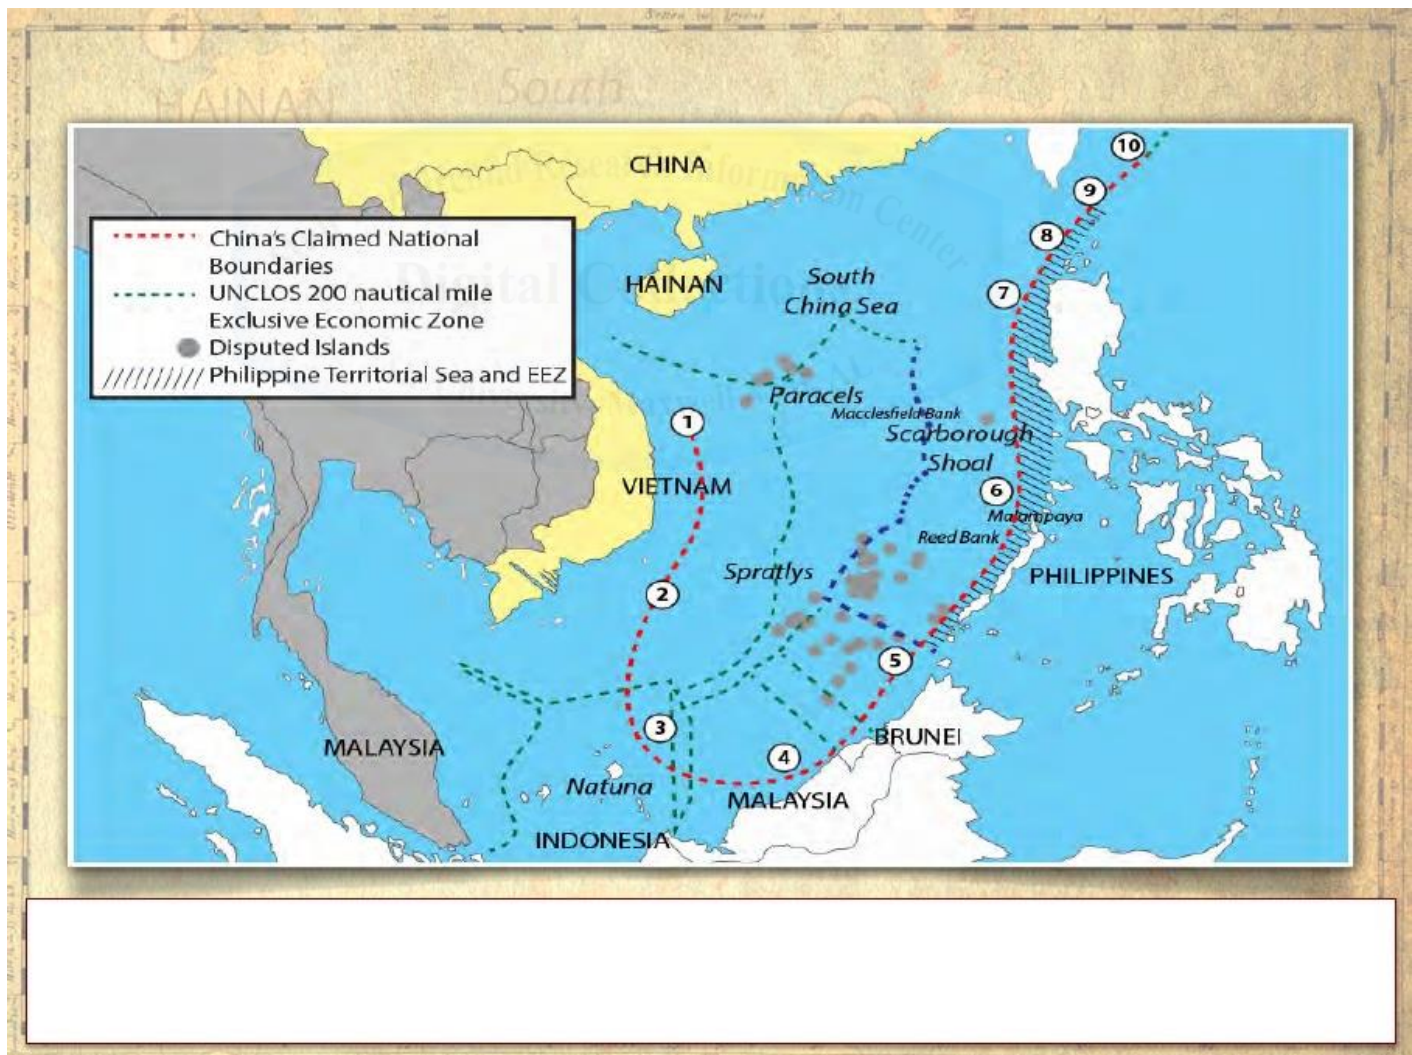 South
HAINAN
10
CHINA
9
China's Claimed National
Boundaries
UNCLOS 200 nautical mile
Exclusive Economic Zone
Disputed Islands
Philippine Territorial Sea and EEZ
8
HAINAN
South
China Sea
7
Paracels
Macclesfield Bank
1
Scarborough
Shoal
VIETNAM
6
Malampaya
Reed Bank
Spratlys
PHILIPPINES
2
5
3
BRUNEI
MALAYSIA
4
Natuna
MALAYSIA
INDONESIA